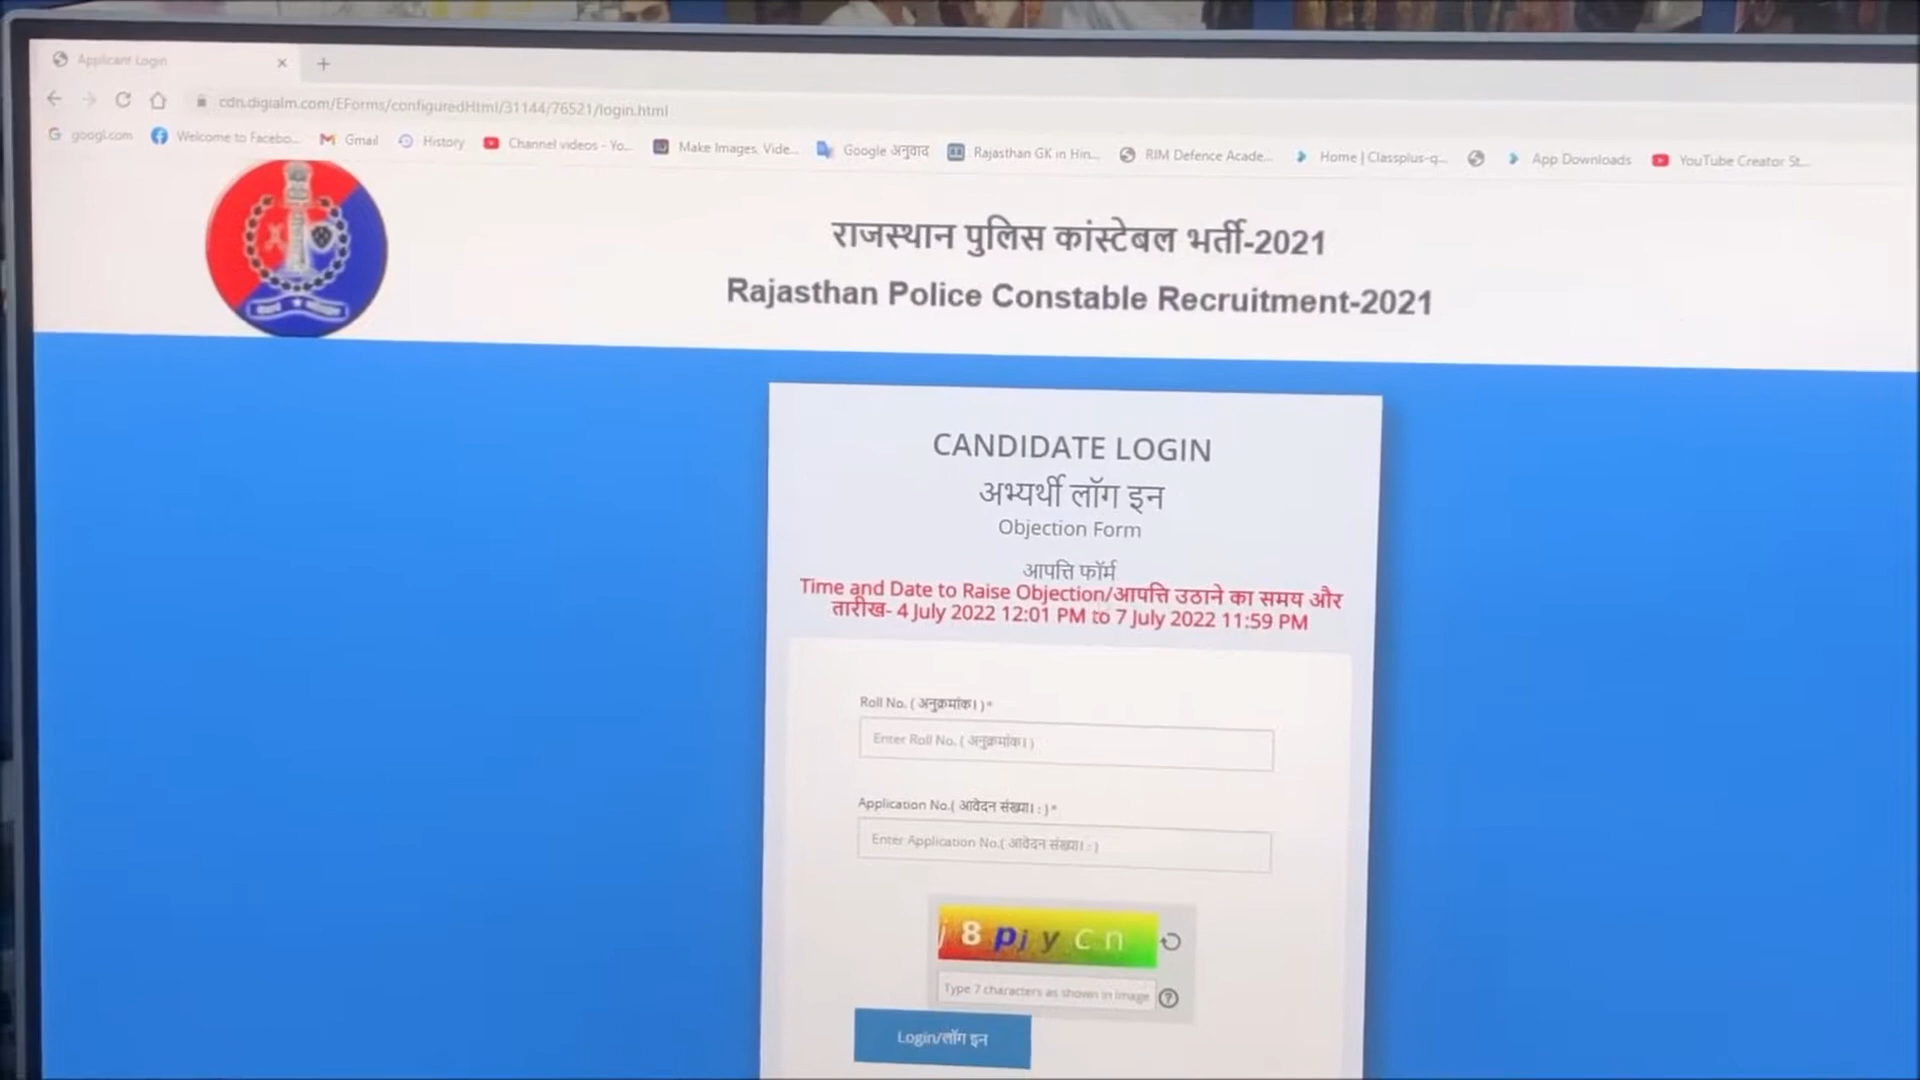 Applicant Login
cdn.digialm.com/EForms/configuredHtml/31144/76521/login.html
googl.com
Welcome to Facebo...
Gmail
History
Channel videos - Yo...
Make Images, Vide...
Google अनुवाद
Rajasthan GK in Hin...
RIM Defence Acade...
Home | Classplus-q...
App Downloads
YouTube Creator St...
राजस्थान पुलिस कांस्टेबल भर्ती-2021
Rajasthan Police Constable Recruitment-2021
CANDIDATE LOGIN
अभ्यर्थी लॉग इन
Objection Form
आपत्ति फॉर्म
Time and Date to Raise Objection/आपत्ति उठाने का समय और
तारीख- 4 July 2022 12:01 PM to 7 July 2022 11:59 PM
Roll No. ( अनुक्रमांक। )*
Enter Roll No. ( अनुक्रमांक। )
Application No.( आवेदन संख्या। : )*
Enter Application No.( आवेदन संख्या। : )
j 8 p i y c n
Type 7 characters as shown in image
Login/लॉग इन